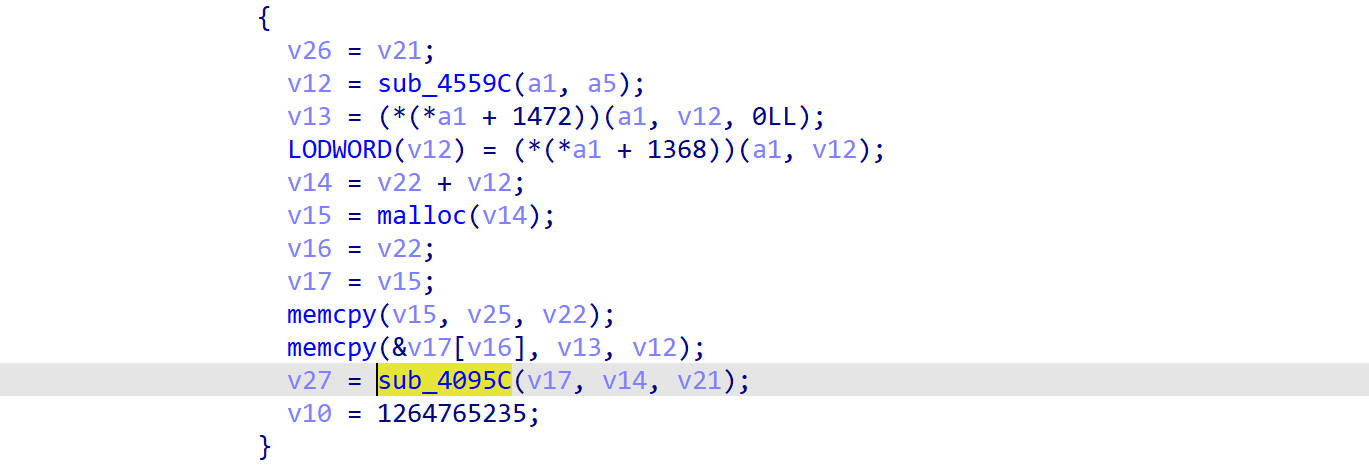 {
v26 = v21;
v12 = sub_4559C(a1, a5);
v13 = (*(*a1 + 1472))(a1, v12, 0LL);
LODWORD(v12) = (*(*a1 + 1368))(a1, v12);
v14 = v22 + v12;
v15 = malloc(v14);
v16 = v22;
v17 = v15;
memcpy(v15, v25, v22);
memcpy(&v17[v16], v13, v12);
v27 = sub_4095C(v17, v14, v21);
v10 = 1264765235;
}